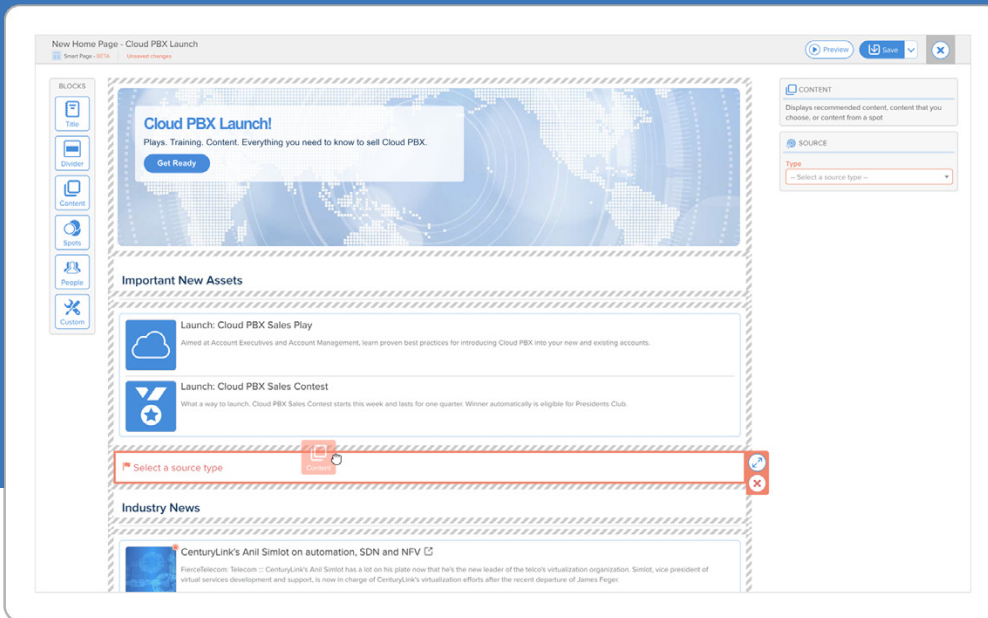 New Home Page - Cloud PBX Launch
Smart Page - BETA
Unsaved changes
Preview
Save
BLOCKS
Title
Divider
Content
Spots
People
Custom
Cloud PBX Launch!
Plays. Training. Content. Everything you need to know to sell Cloud PBX.
Get Ready
Important New Assets
Launch: Cloud PBX Sales Play
Aimed at Account Executives and Account Management, learn proven best practices for introducing Cloud PBX into your new and existing accounts.
Launch: Cloud PBX Sales Contest
What a way to launch. Cloud PBX Sales Contest starts this week and lasts for one quarter. Winner automatically is eligible for Presidents Club.
Select a source type
Content
Industry News
CenturyLink's Anil Simlot on automation, SDN and NFV
FierceTelecom: Telecom :: CenturyLink's Anil Simlot has a lot on his plate now that he's the new leader of the telco's virtualization organization. Simlot, vice president of
virtual services development and support, is now in charge of CenturyLink's virtualization efforts after the recent departure of James Feger.
CONTENT
Displays recommended content, content that you
choose, or content from a spot
SOURCE
Type
-- Select a source type --